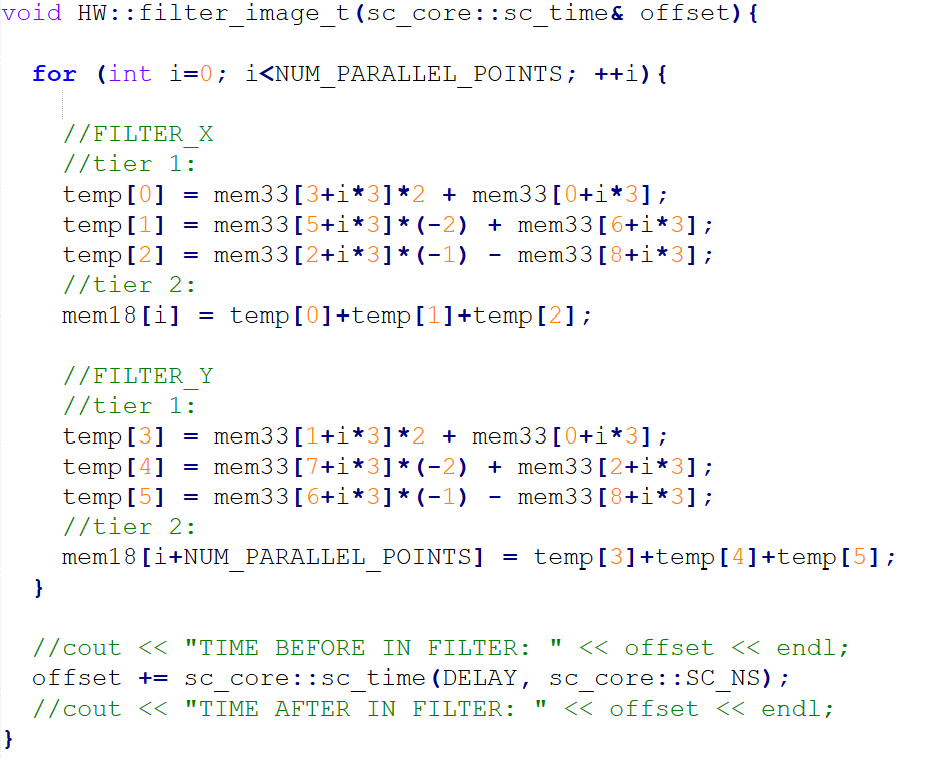 void HW::filter_image_t(sc_core::sc_time& offset){
for (int i=0; i<NUM_PARALLEL_POINTS; ++i){
//FILTER_X
//tier 1:
temp[0] = mem33[3+i*3]*2 + mem33[0+i*3];
temp[1] = mem33[5+i*3]*(-2) + mem33[6+i*3];
temp[2] = mem33[2+i*3]*(-1) - mem33[8+i*3];
//tier 2:
mem18[i] = temp[0]+temp[1]+temp[2];
//FILTER_Y
//tier 1:
temp[3] = mem33[1+i*3]*2 + mem33[0+i*3];
temp[4] = mem33[7+i*3]*(-2) + mem33[2+i*3];
temp[5] = mem33[6+i*3]*(-1) - mem33[8+i*3];
//tier 2:
mem18[i+NUM_PARALLEL_POINTS] = temp[3]+temp[4]+temp[5];
}
//cout << "TIME BEFORE IN FILTER: " << offset << endl;
offset += sc_core::sc_time(DELAY, sc_core::SC_NS);
//cout << "TIME AFTER IN FILTER: " << offset << endl;
}